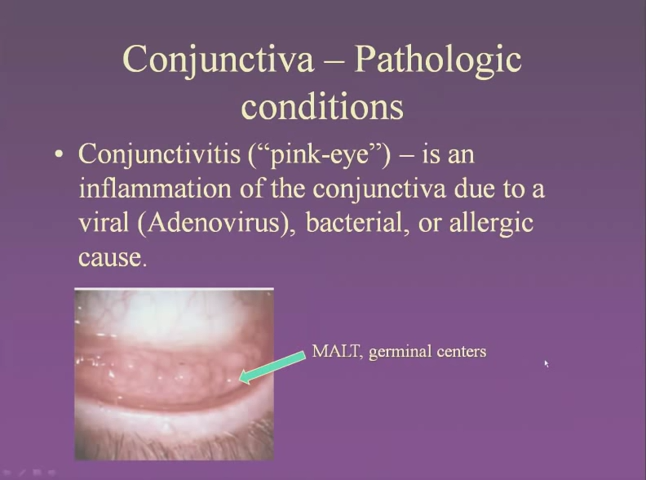 Conjunctiva – Pathologic
conditions
• Conjunctivitis (“pink-eye”) – is an
inflammation of the conjunctiva due to a
viral (Adenovirus), bacterial, or allergic
cause.
MALT, germinal centers